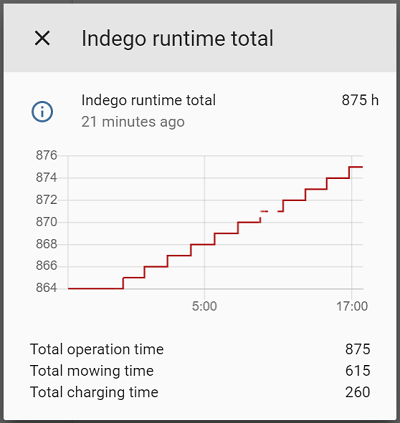 Indego runtime total
Indego runtime total 875 h
21 minutes ago
876
874
872
870
868
866
864
5:00 17:00
Total operation time 875
Total mowing time 615
Total charging time 260